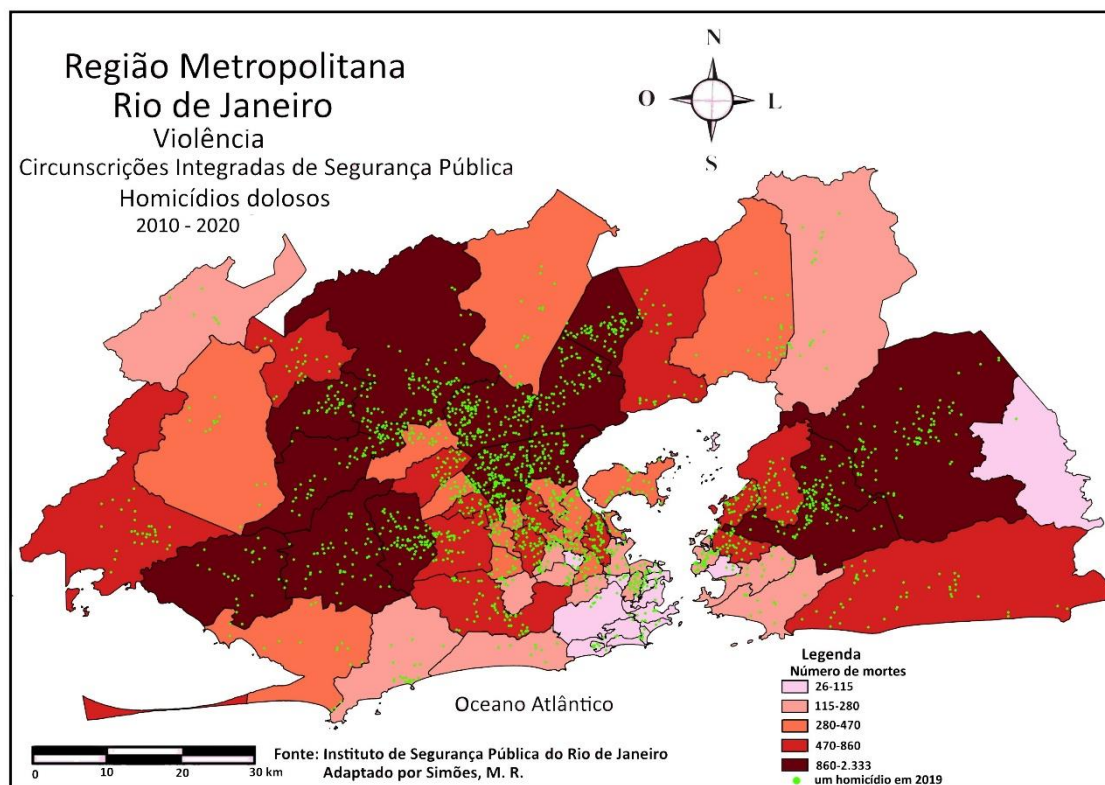 Região Metropolitana
Rio de Janeiro
Violência
Circunscrições Integradas de Segurança Pública
Homicídios dolosos
2010 - 2020
N
O
L
S
Oceano Atlântico
Legenda
Número de mortes
26-115
115-280
280-470
470-860
860-2.333
um homicídio em 2019
0 10 20 30 km
Fonte: Instituto de Segurança Pública do Rio de Janeiro
Adaptado por Simões, M. R.